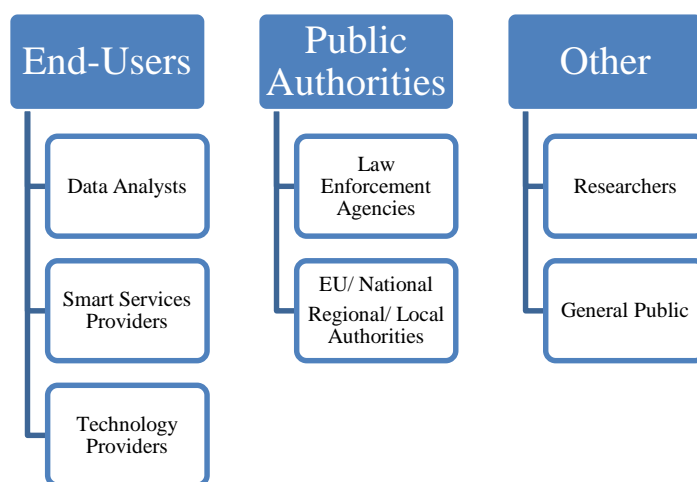 End-Users
Data Analysts
Smart Services
Providers
Technology
Providers
Public
Authorities
Law
Enforcement
Agencies
EU/ National
Regional/ Local
Authorities
Other
Researchers
General Public